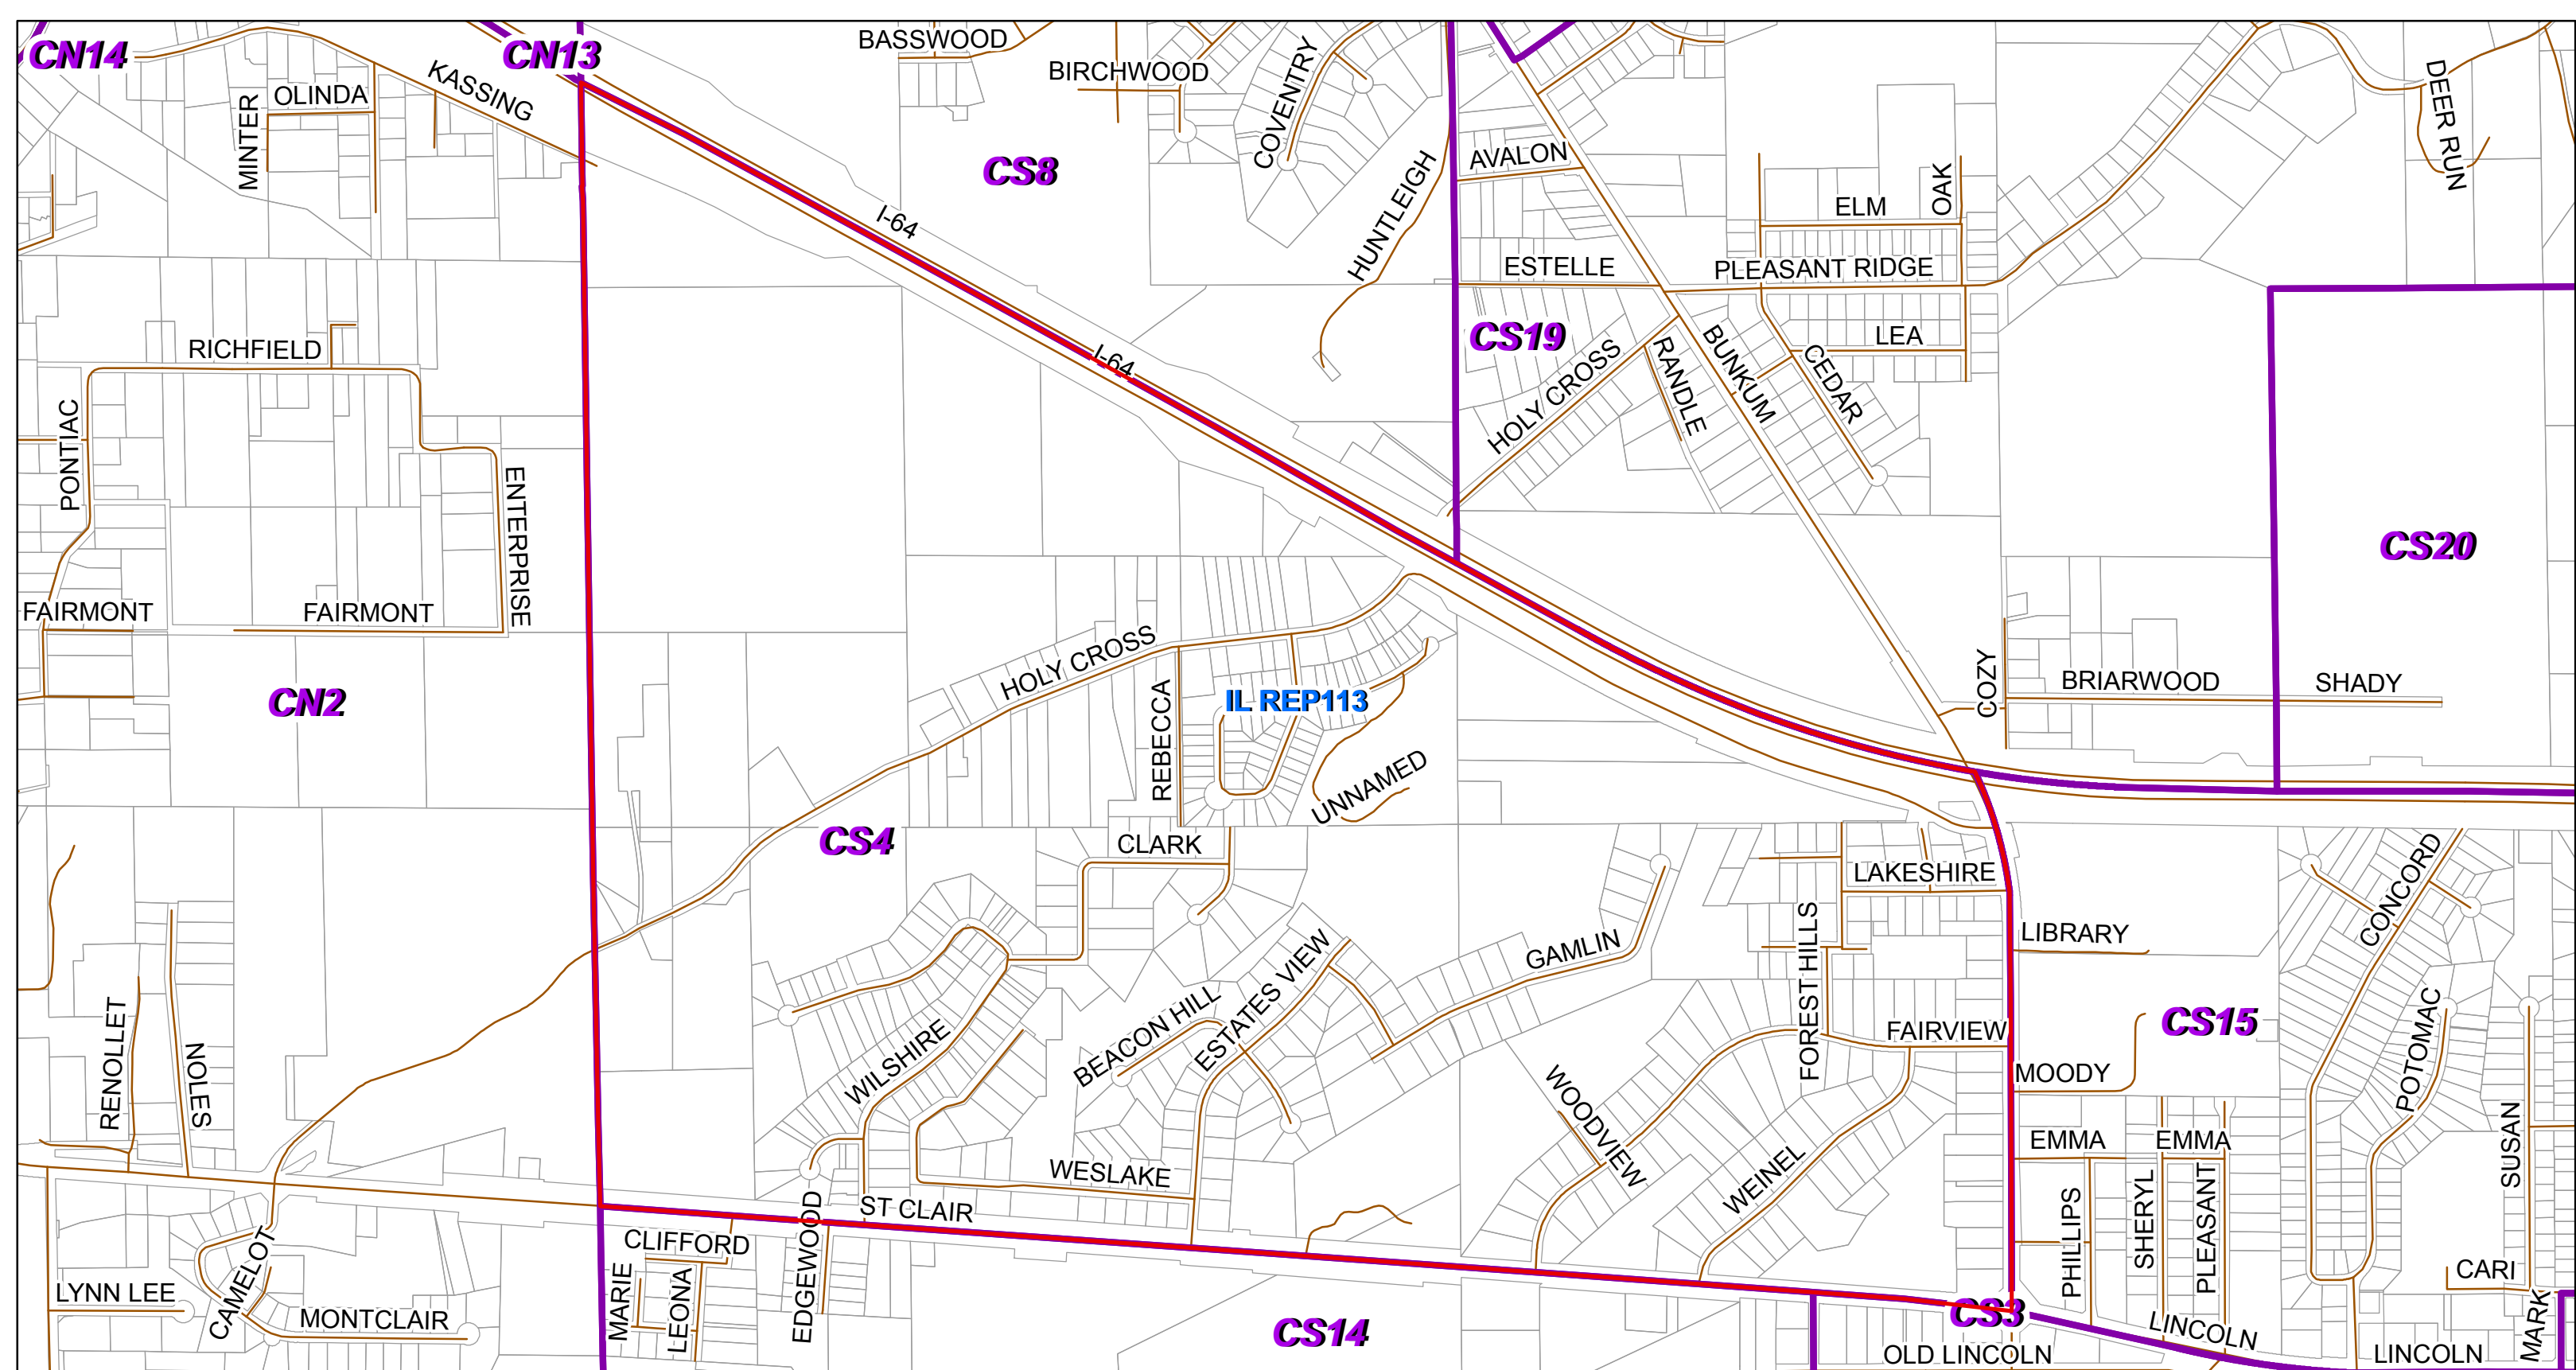 CN14
CN13
BASSWOOD
COVENTRY
BIRCHWOOD
KASSING
OLINDA
MINTER
DEER RUN
AVALON
CS8
HUNTLEIGH
OAK
ELM
I-64
ESTELLE
PLEASANT RIDGE
CS19
LEA
RICHFIELD
I-64
HOLY CROSS
RANDLE
BUNKUM
CEDAR
PONTIAC
ENTERPRISE
CS20
FAIRMONT
FAIRMONT
HOLY CROSS
COZY
BRIARWOOD
SHADY
CN2
REBECCA
IL REP113
UNNAMED
CS4
CLARK
LAKESHIRE
CONCORD
LIBRARY
FOREST HILLS
GAMLIN
ESTATES VIEW
BEACON HILL
CS15
FAIRVIEW
RENOLLET
NOLES
WILSHIRE
POTOMAC
MOODY
WOODVIEW
EMMA
EMMA
SUSAN
WESLAKE
WEINEL
ST CLAIR
EDGEWOOD
PHILLIPS
SHERYL
PLEASANT
CLIFFORD
CAMELOT
LYNN LEE
MARIE
LEONA
MONTCLAIR
CS14
CS3
CARI
MARK
LINCOLN
OLD LINCOLN
LINCOLN